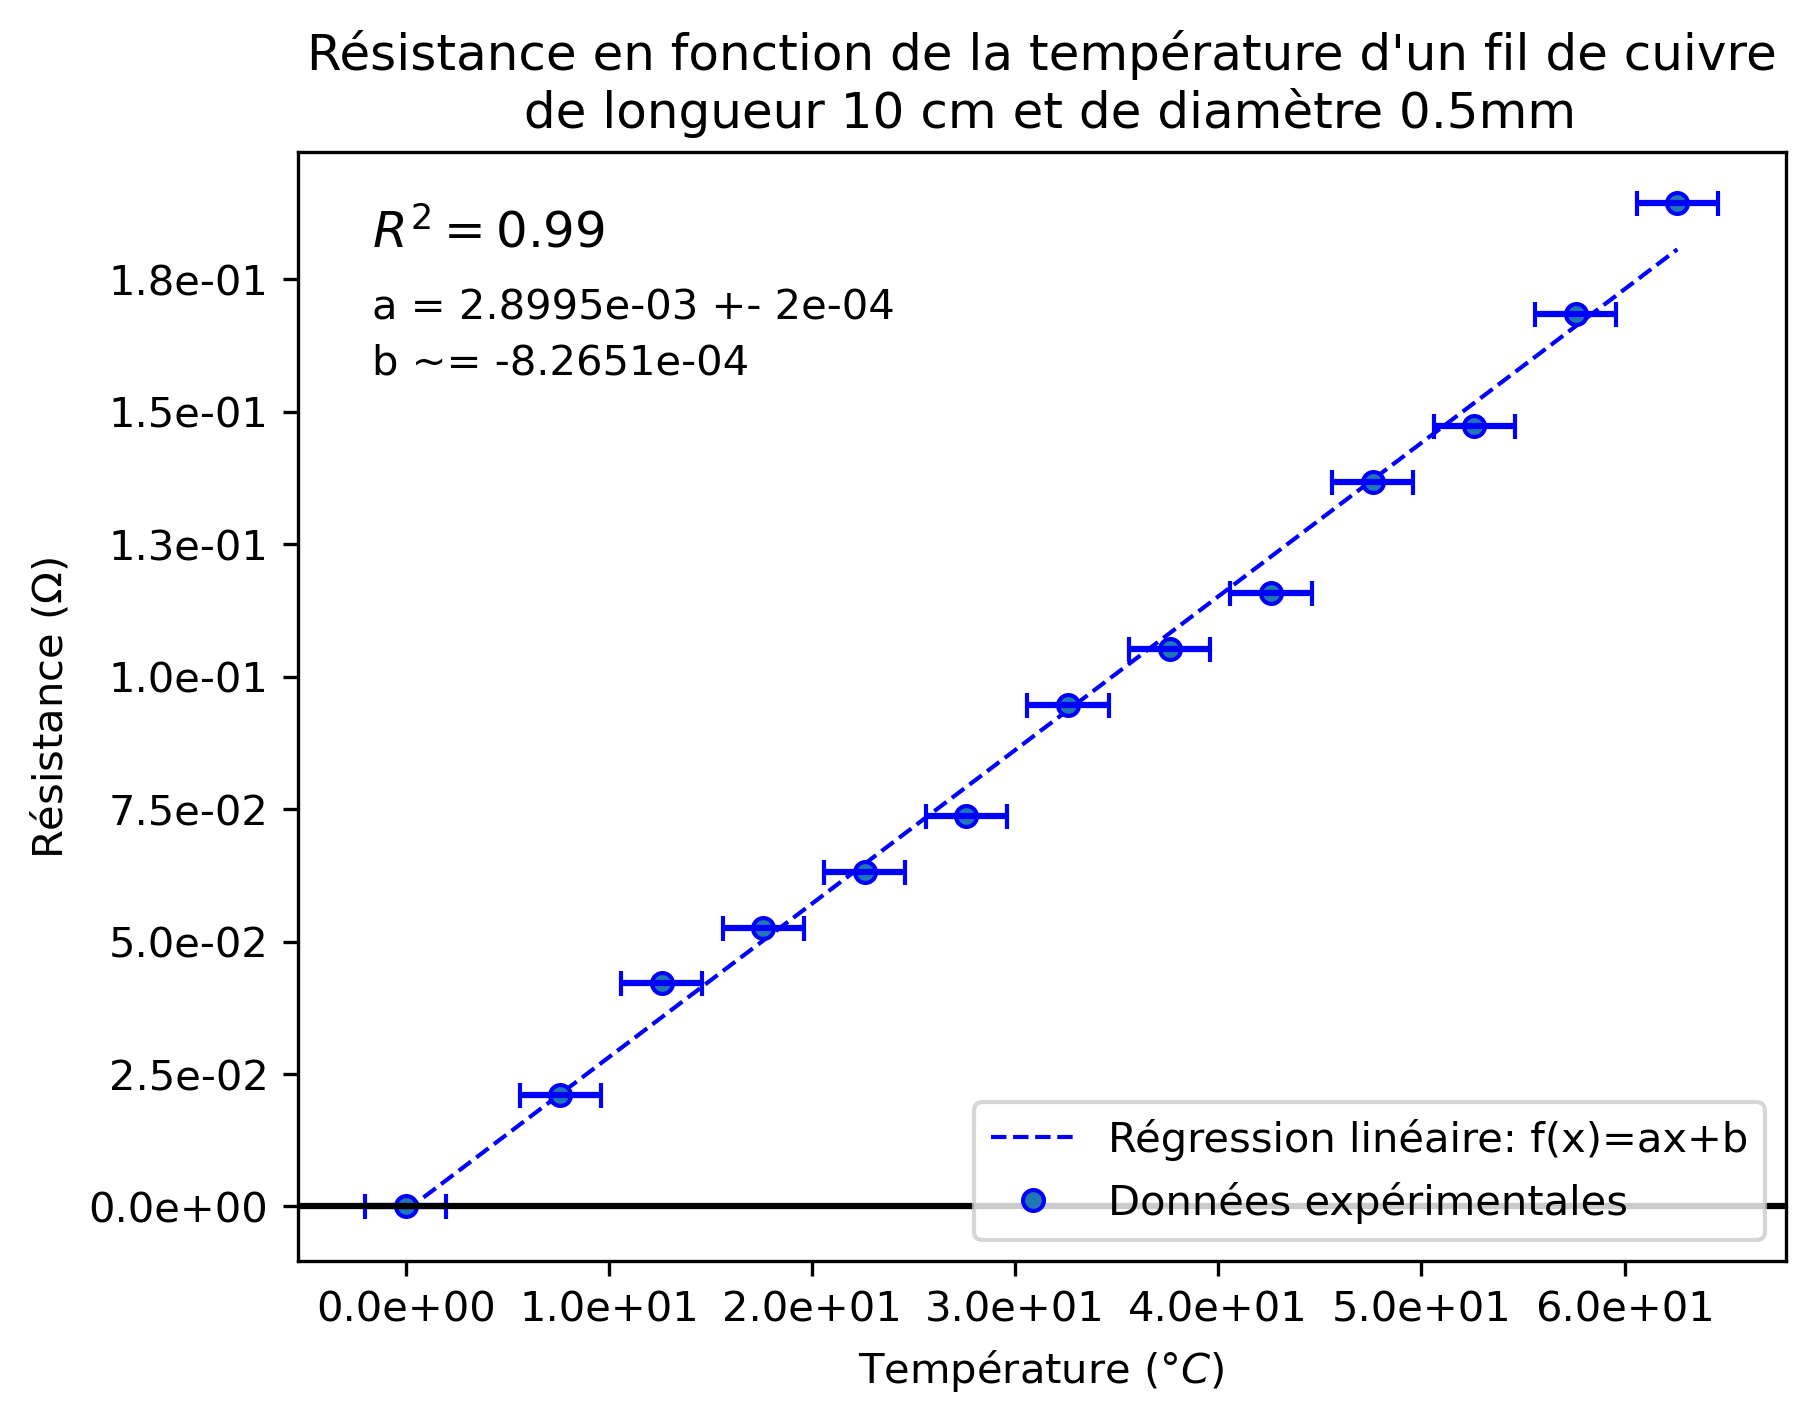 Résistance en fonction de la température d'un fil de cuivre
de longueur 10 cm et de diamètre 0.5mm
R² = 0.99
a = 2.8995e-03 +- 2e-04
b ~= -8.2651e-04
1.8e-01
1.5e-01
1.3e-01
1.0e-01
7.5e-02
5.0e-02
2.5e-02
0.0e+00
Résistance (Ω)
Régression linéaire: f(x)=ax+b
Données expérimentales
0.0e+00 1.0e+01 2.0e+01 3.0e+01 4.0e+01 5.0e+01 6.0e+01
Température (°C)